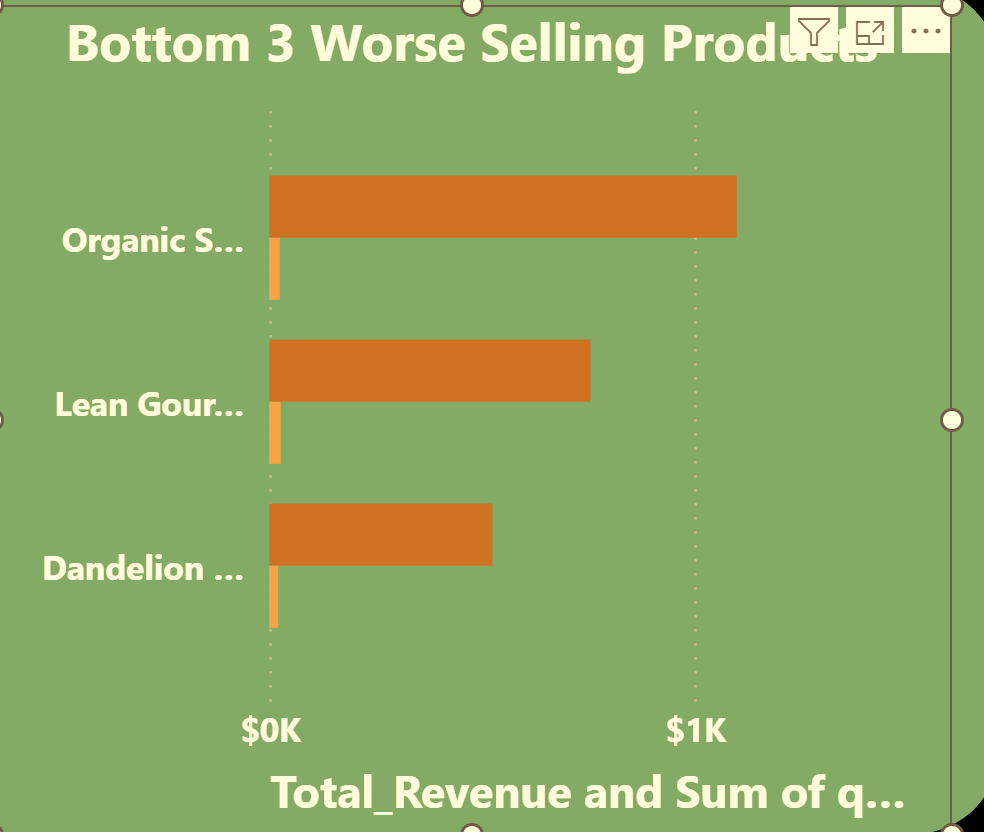 Bottom 3 Worse Selling Products
Organic S...
Lean Gour...
Dandelion ...
$0K $1K
Total_Revenue and Sum of q...